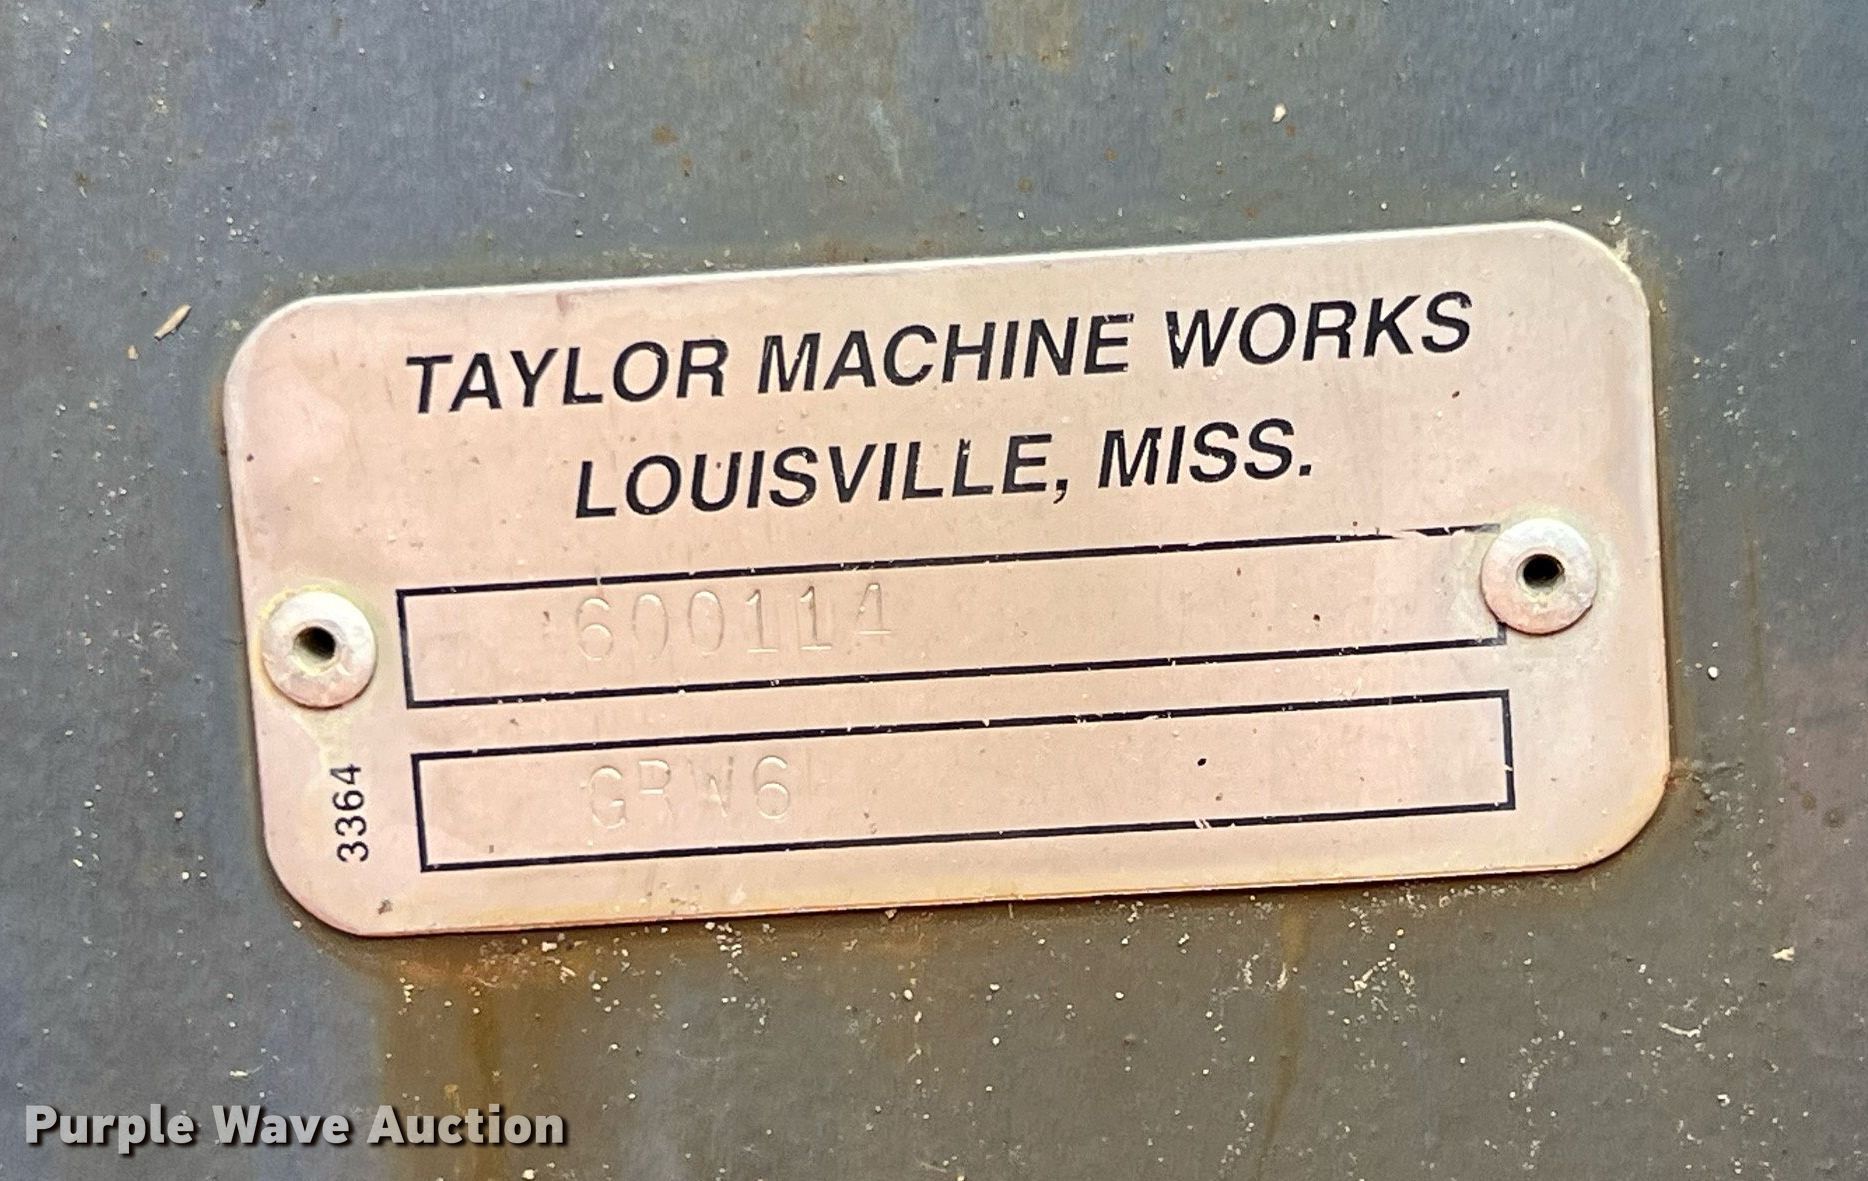 TAYLOR MACHINE WORKS
LOUISVILLE, MISS.
600114
GRW6
3364
Purple Wave Auction